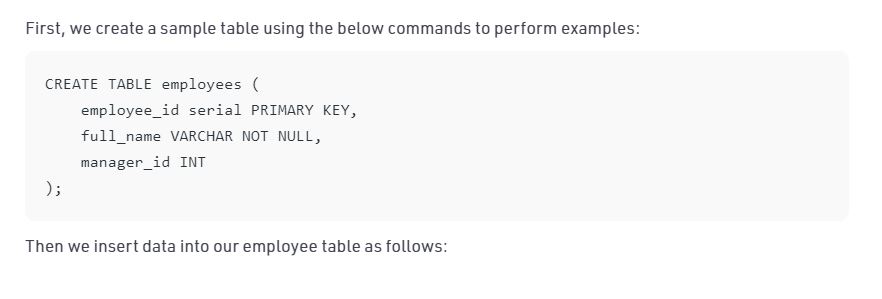 First, we create a sample table using the below commands to perform examples:
CREATE TABLE employees (
    employee_id serial PRIMARY KEY,
    full_name VARCHAR NOT NULL,
    manager_id INT
);
Then we insert data into our employee table as follows: